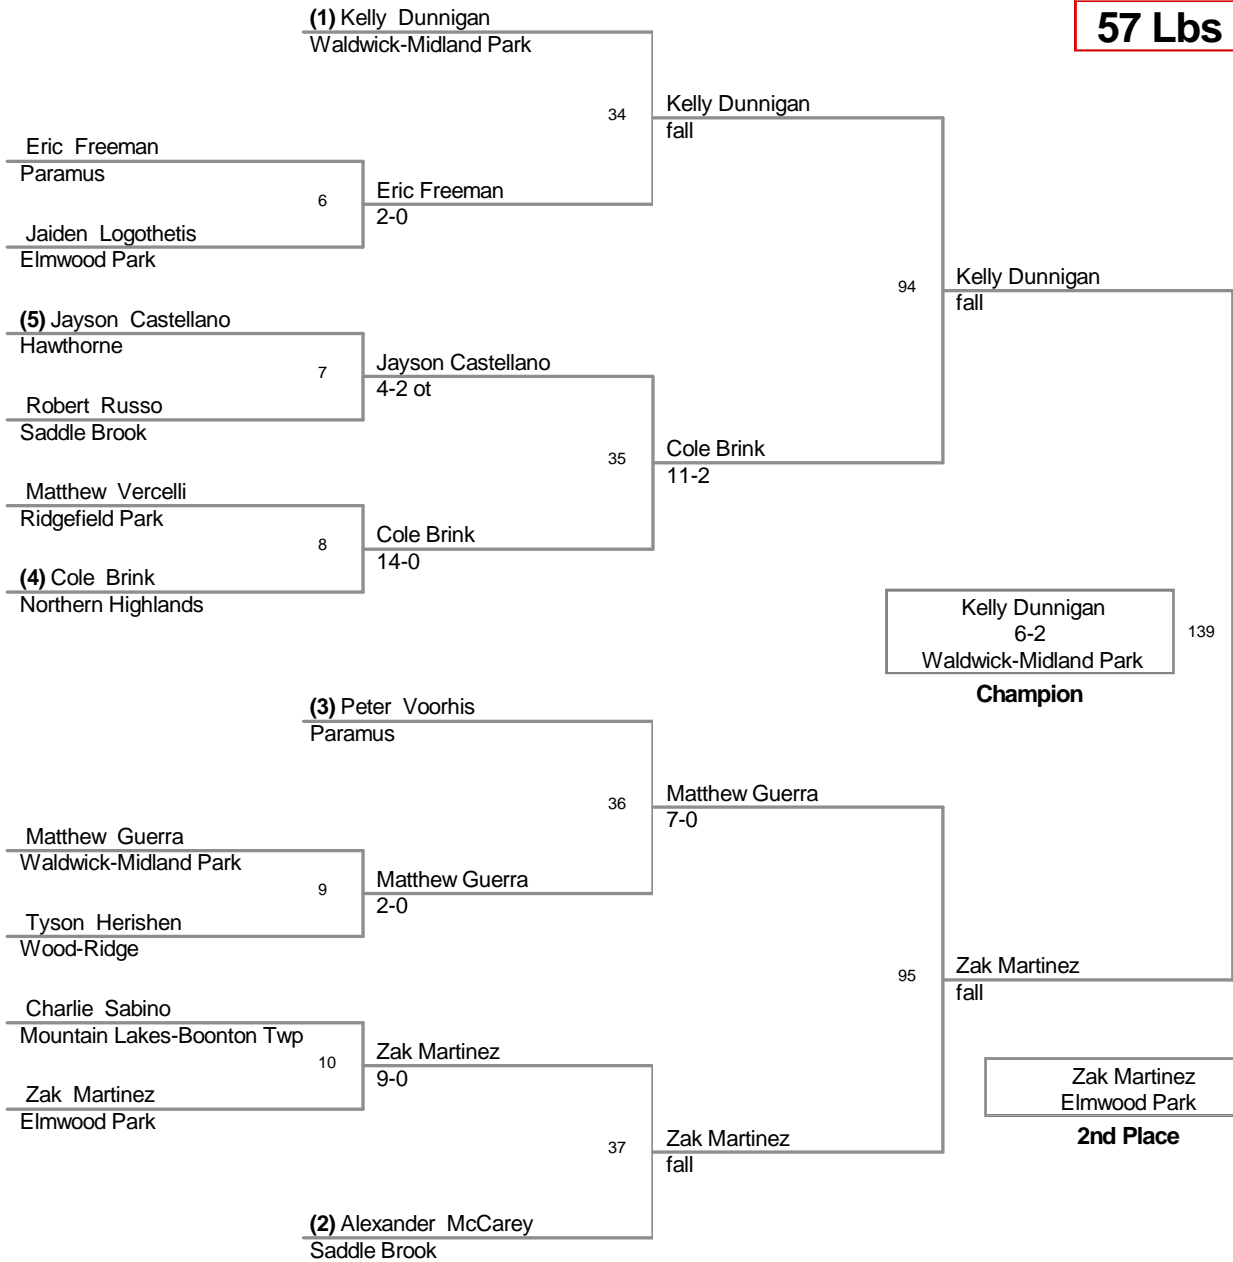 (1) Kelly Dunnigan
Waldwick-Midland Park
57 Lbs
34
Kelly Dunnigan
fall
Eric Freeman
Paramus
6
Eric Freeman
2-0
Jaiden Logothetis
Elmwood Park
94
Kelly Dunnigan
fall
(5) Jayson Castellano
Hawthorne
7
Jayson Castellano
4-2 ot
Robert Russo
Saddle Brook
35
Cole Brink
11-2
Matthew Vercelli
Ridgefield Park
8
Cole Brink
14-0
(4) Cole Brink
Northern Highlands
Kelly Dunnigan
6-2
Waldwick-Midland Park
139
Champion
(3) Peter Voorhis
Paramus
36
Matthew Guerra
7-0
Matthew Guerra
Waldwick-Midland Park
9
Matthew Guerra
2-0
Tyson Herishen
Wood-Ridge
95
Zak Martinez
fall
Charlie Sabino
Mountain Lakes-Boonton Twp
10
Zak Martinez
9-0
Zak Martinez
Elmwood Park
Zak Martinez
Elmwood Park
2nd Place
37
Zak Martinez
fall
(2) Alexander McCarey
Saddle Brook